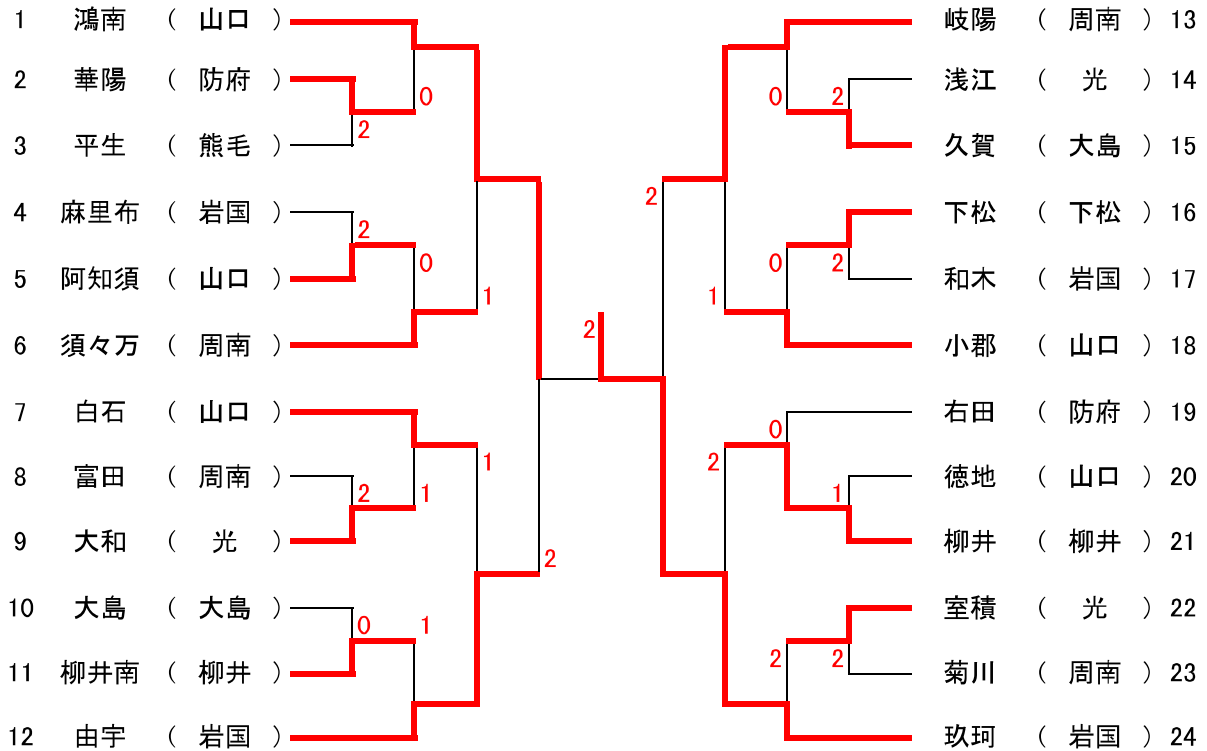 1 鴻南 ( 山口 ) 岐陽 ( 周南 ) 13
2 華陽 ( 防府 ) 浅江 ( 光 ) 14
0 0 2
2
3 平生 ( 熊毛 ) 久賀 ( 大島 ) 15
2
4 麻里布 ( 岩国 ) 下松 ( 下松 ) 16
2
0 0 2
5 阿知須 ( 山口 ) 和木 ( 岩国 ) 17
1 1
2
6 須々万 ( 周南 ) 小郡 ( 山口 ) 18
7 白石 ( 山口 ) 右田 ( 防府 ) 19
0
1 2
8 富田 ( 周南 ) 徳地 ( 山口 ) 20
2 1 1
9 大和 ( 光 ) 柳井 ( 柳井 ) 21
2
10 大島 ( 大島 ) 室積 ( 光 ) 22
0 1
2 2
11 柳井南 ( 柳井 ) 菊川 ( 周南 ) 23
12 由宇 ( 岩国 ) 玖珂 ( 岩国 ) 24